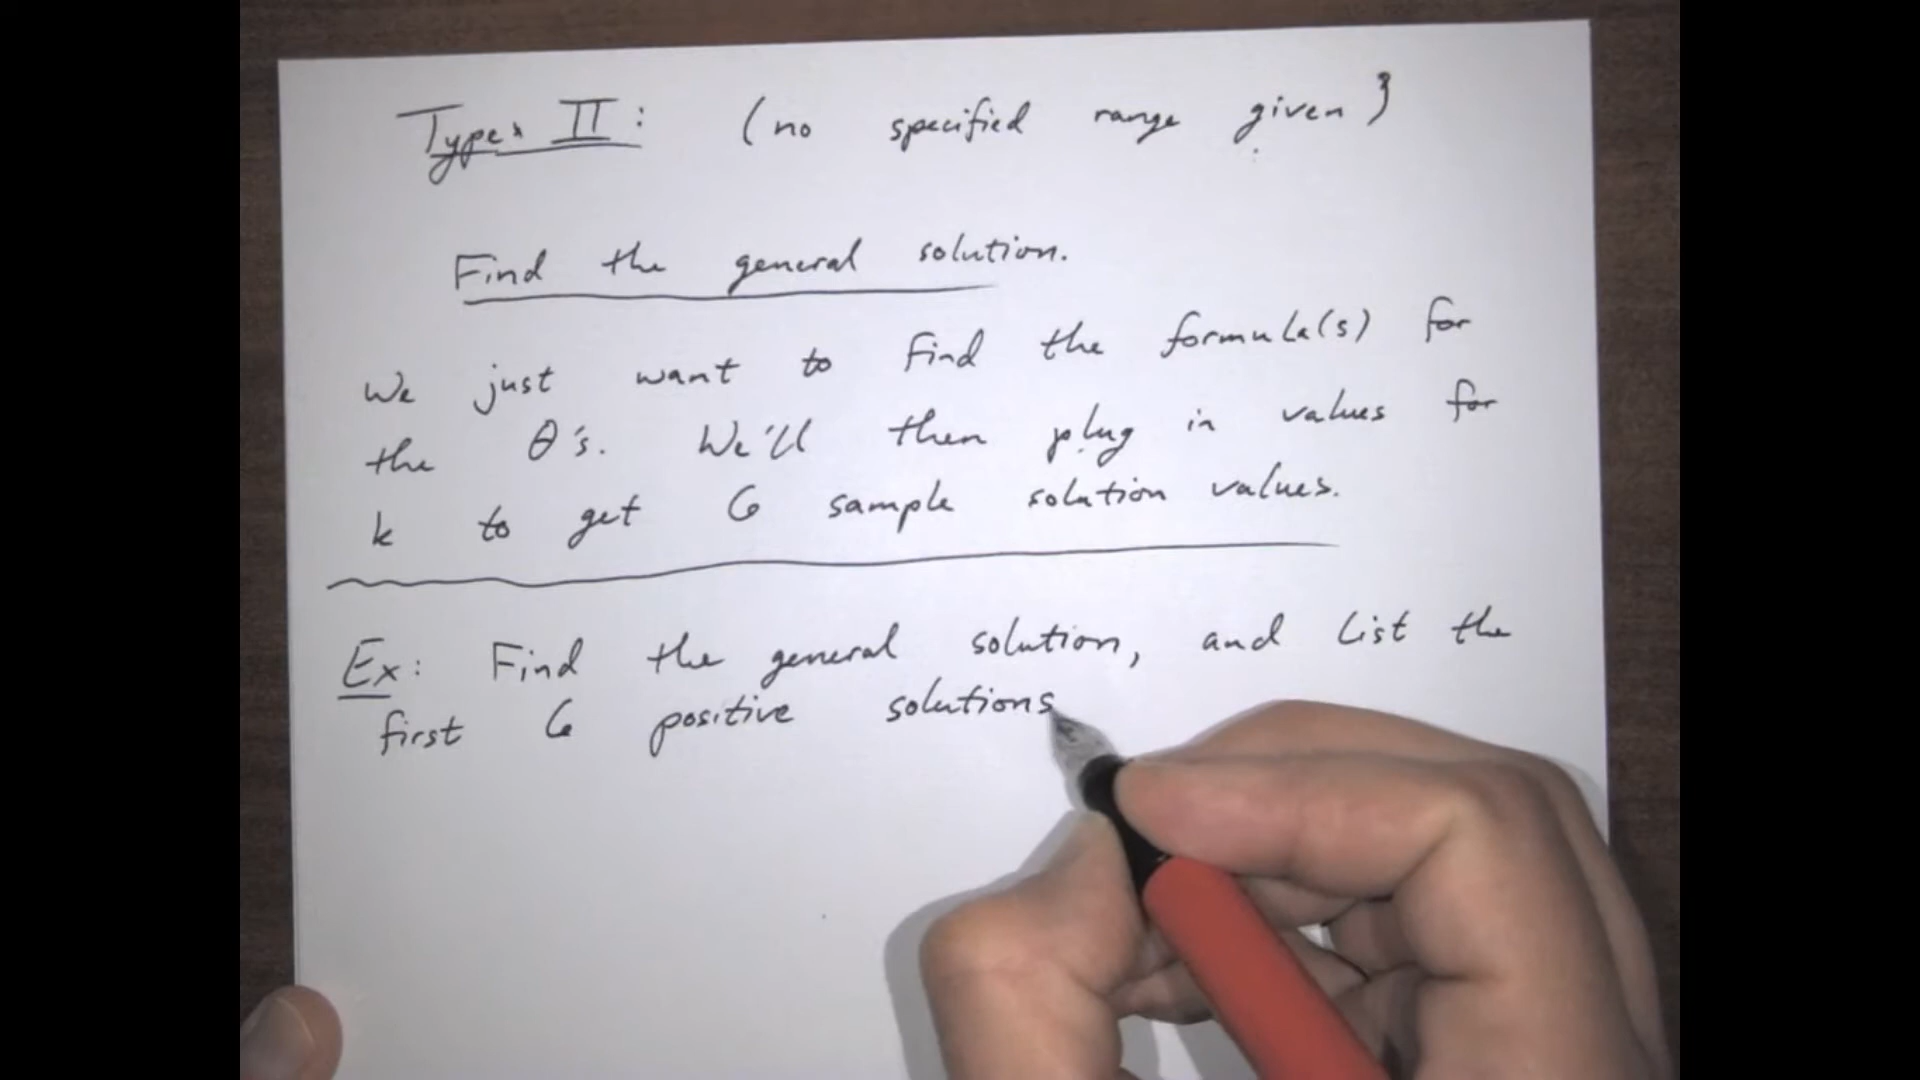 Type II: (no specified range given)
Find the general solution.
We just want to find the formula(s) for
the θ's. We'll then plug in values for
k to get 6 sample solution values.
Ex: Find the general solution, and list the
first 6 positive solutions